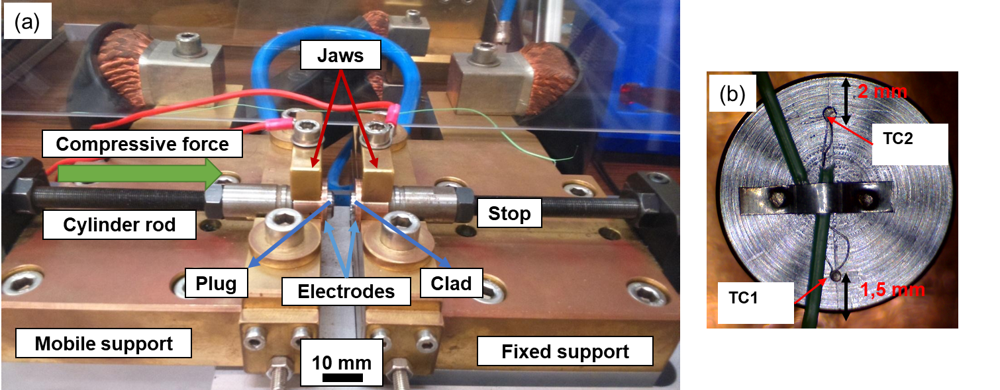 (a)
Jaws
Compressive force
Cylinder rod
Stop
Plug
Electrodes
Clad
Mobile support
10 mm
Fixed support
(b)
2 mm
TC2
TC1
1,5 mm